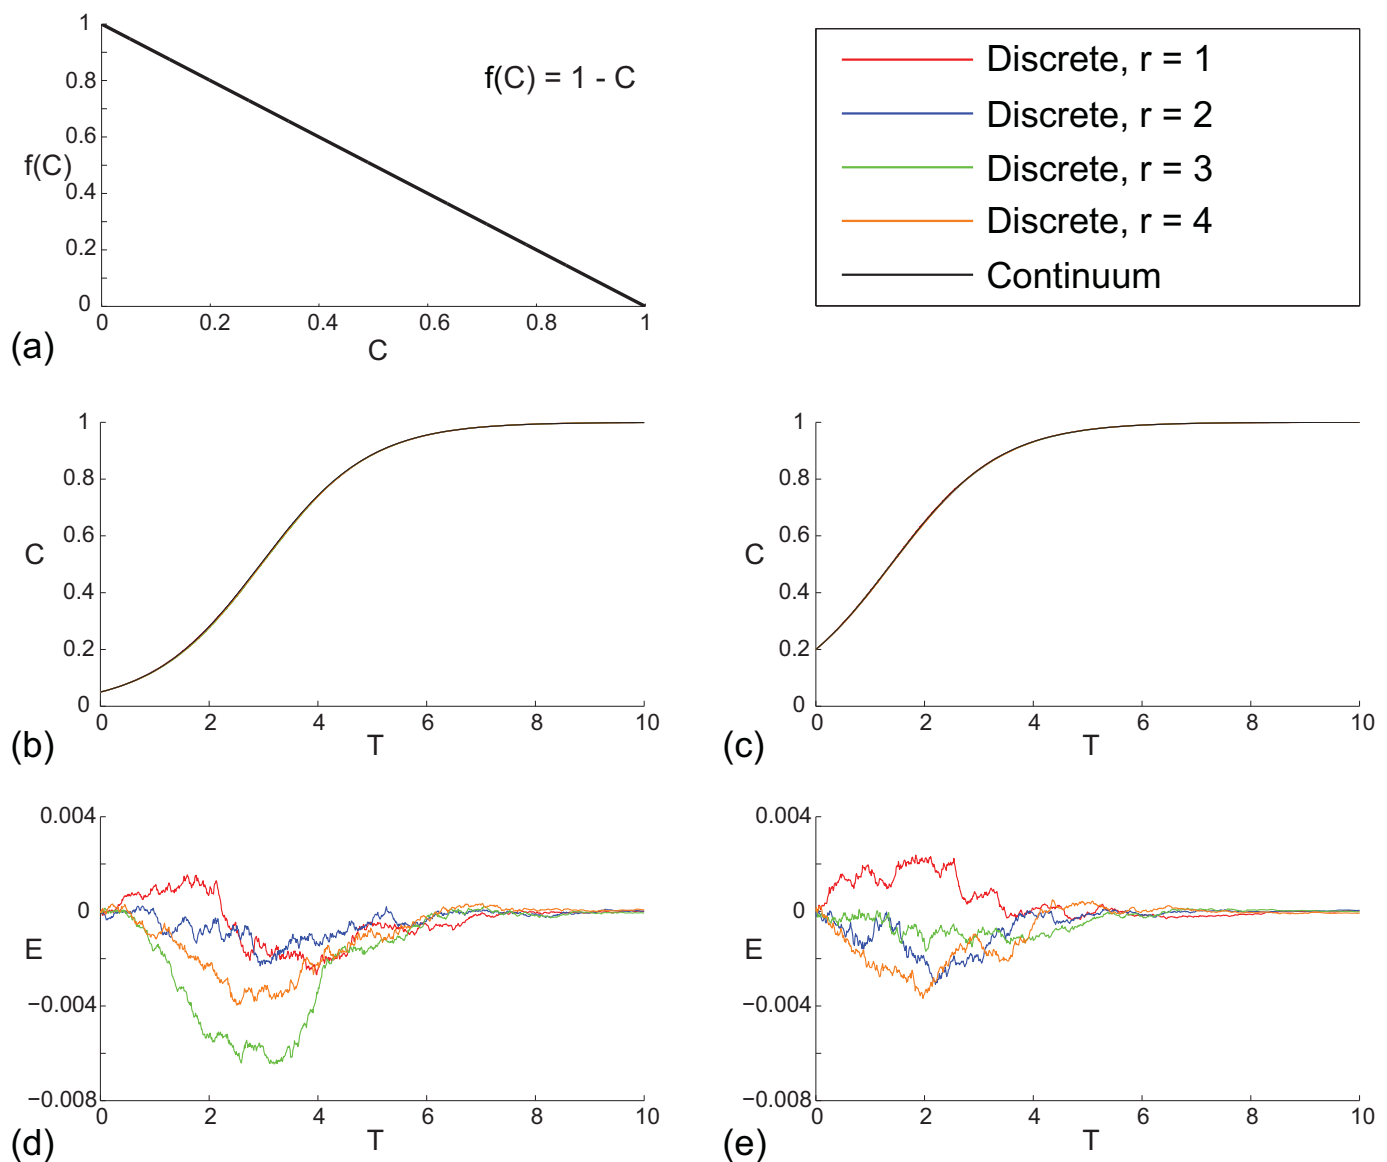 1
0.8
0.6
f(C)
0.4
0.2
0
0 0.2 0.4 0.6 0.8 1
C
f(C) = 1 - C
(a)
Discrete, r = 1
Discrete, r = 2
Discrete, r = 3
Discrete, r = 4
Continuum
1
0.8
0.6
C
0.4
0.2
0
0 2 4 6 8 10
T
(b)
1
0.8
0.6
C
0.4
0.2
0
0 2 4 6 8 10
T
(c)
0.004
0
E
−0.004
−0.008
0 2 4 6 8 10
T
(d)
0.004
0
E
−0.004
−0.008
0 2 4 6 8 10
T
(e)